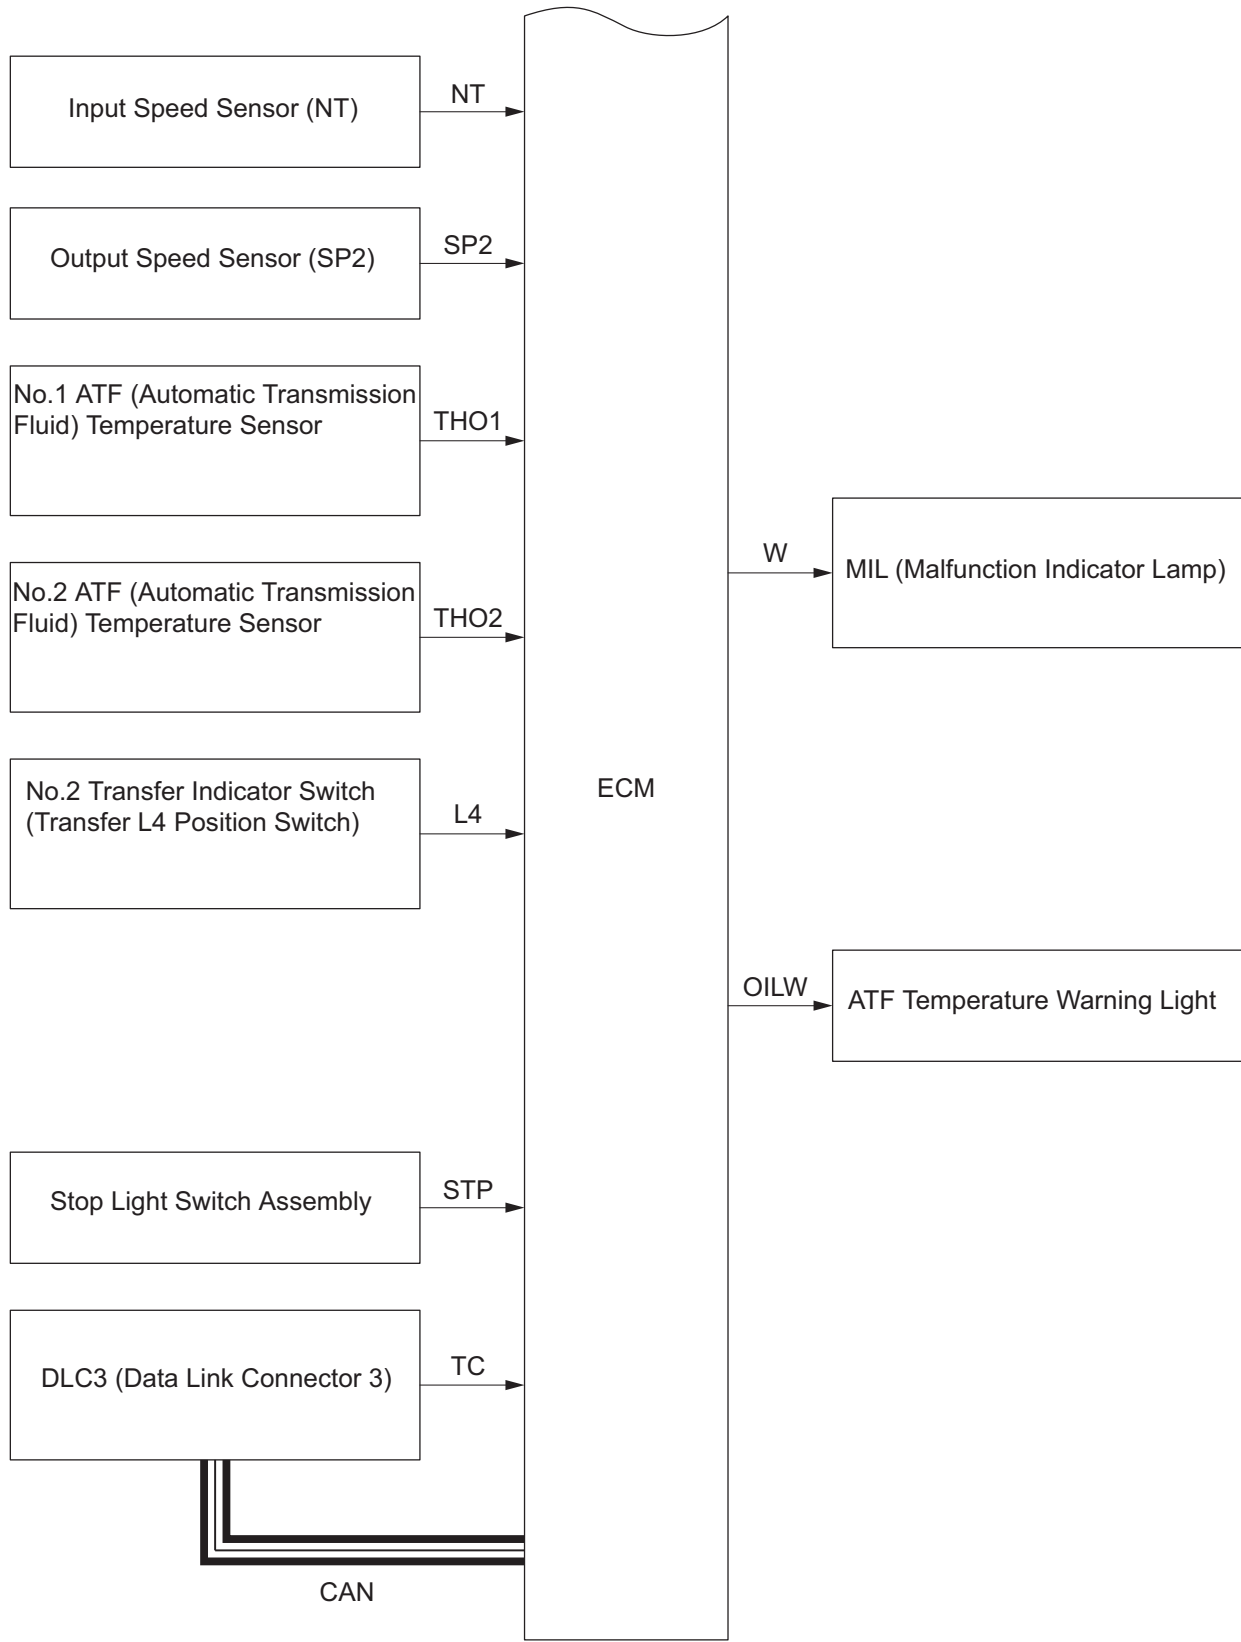 Input Speed Sensor (NT)
NT
Output Speed Sensor (SP2)
SP2
No.1 ATF (Automatic Transmission
Fluid) Temperature Sensor
THO1
No.2 ATF (Automatic Transmission
Fluid) Temperature Sensor
THO2
No.2 Transfer Indicator Switch
(Transfer L4 Position Switch)
L4
Stop Light Switch Assembly
STP
DLC3 (Data Link Connector 3)
TC
CAN
ECM
W
MIL (Malfunction Indicator Lamp)
OILW
ATF Temperature Warning Light